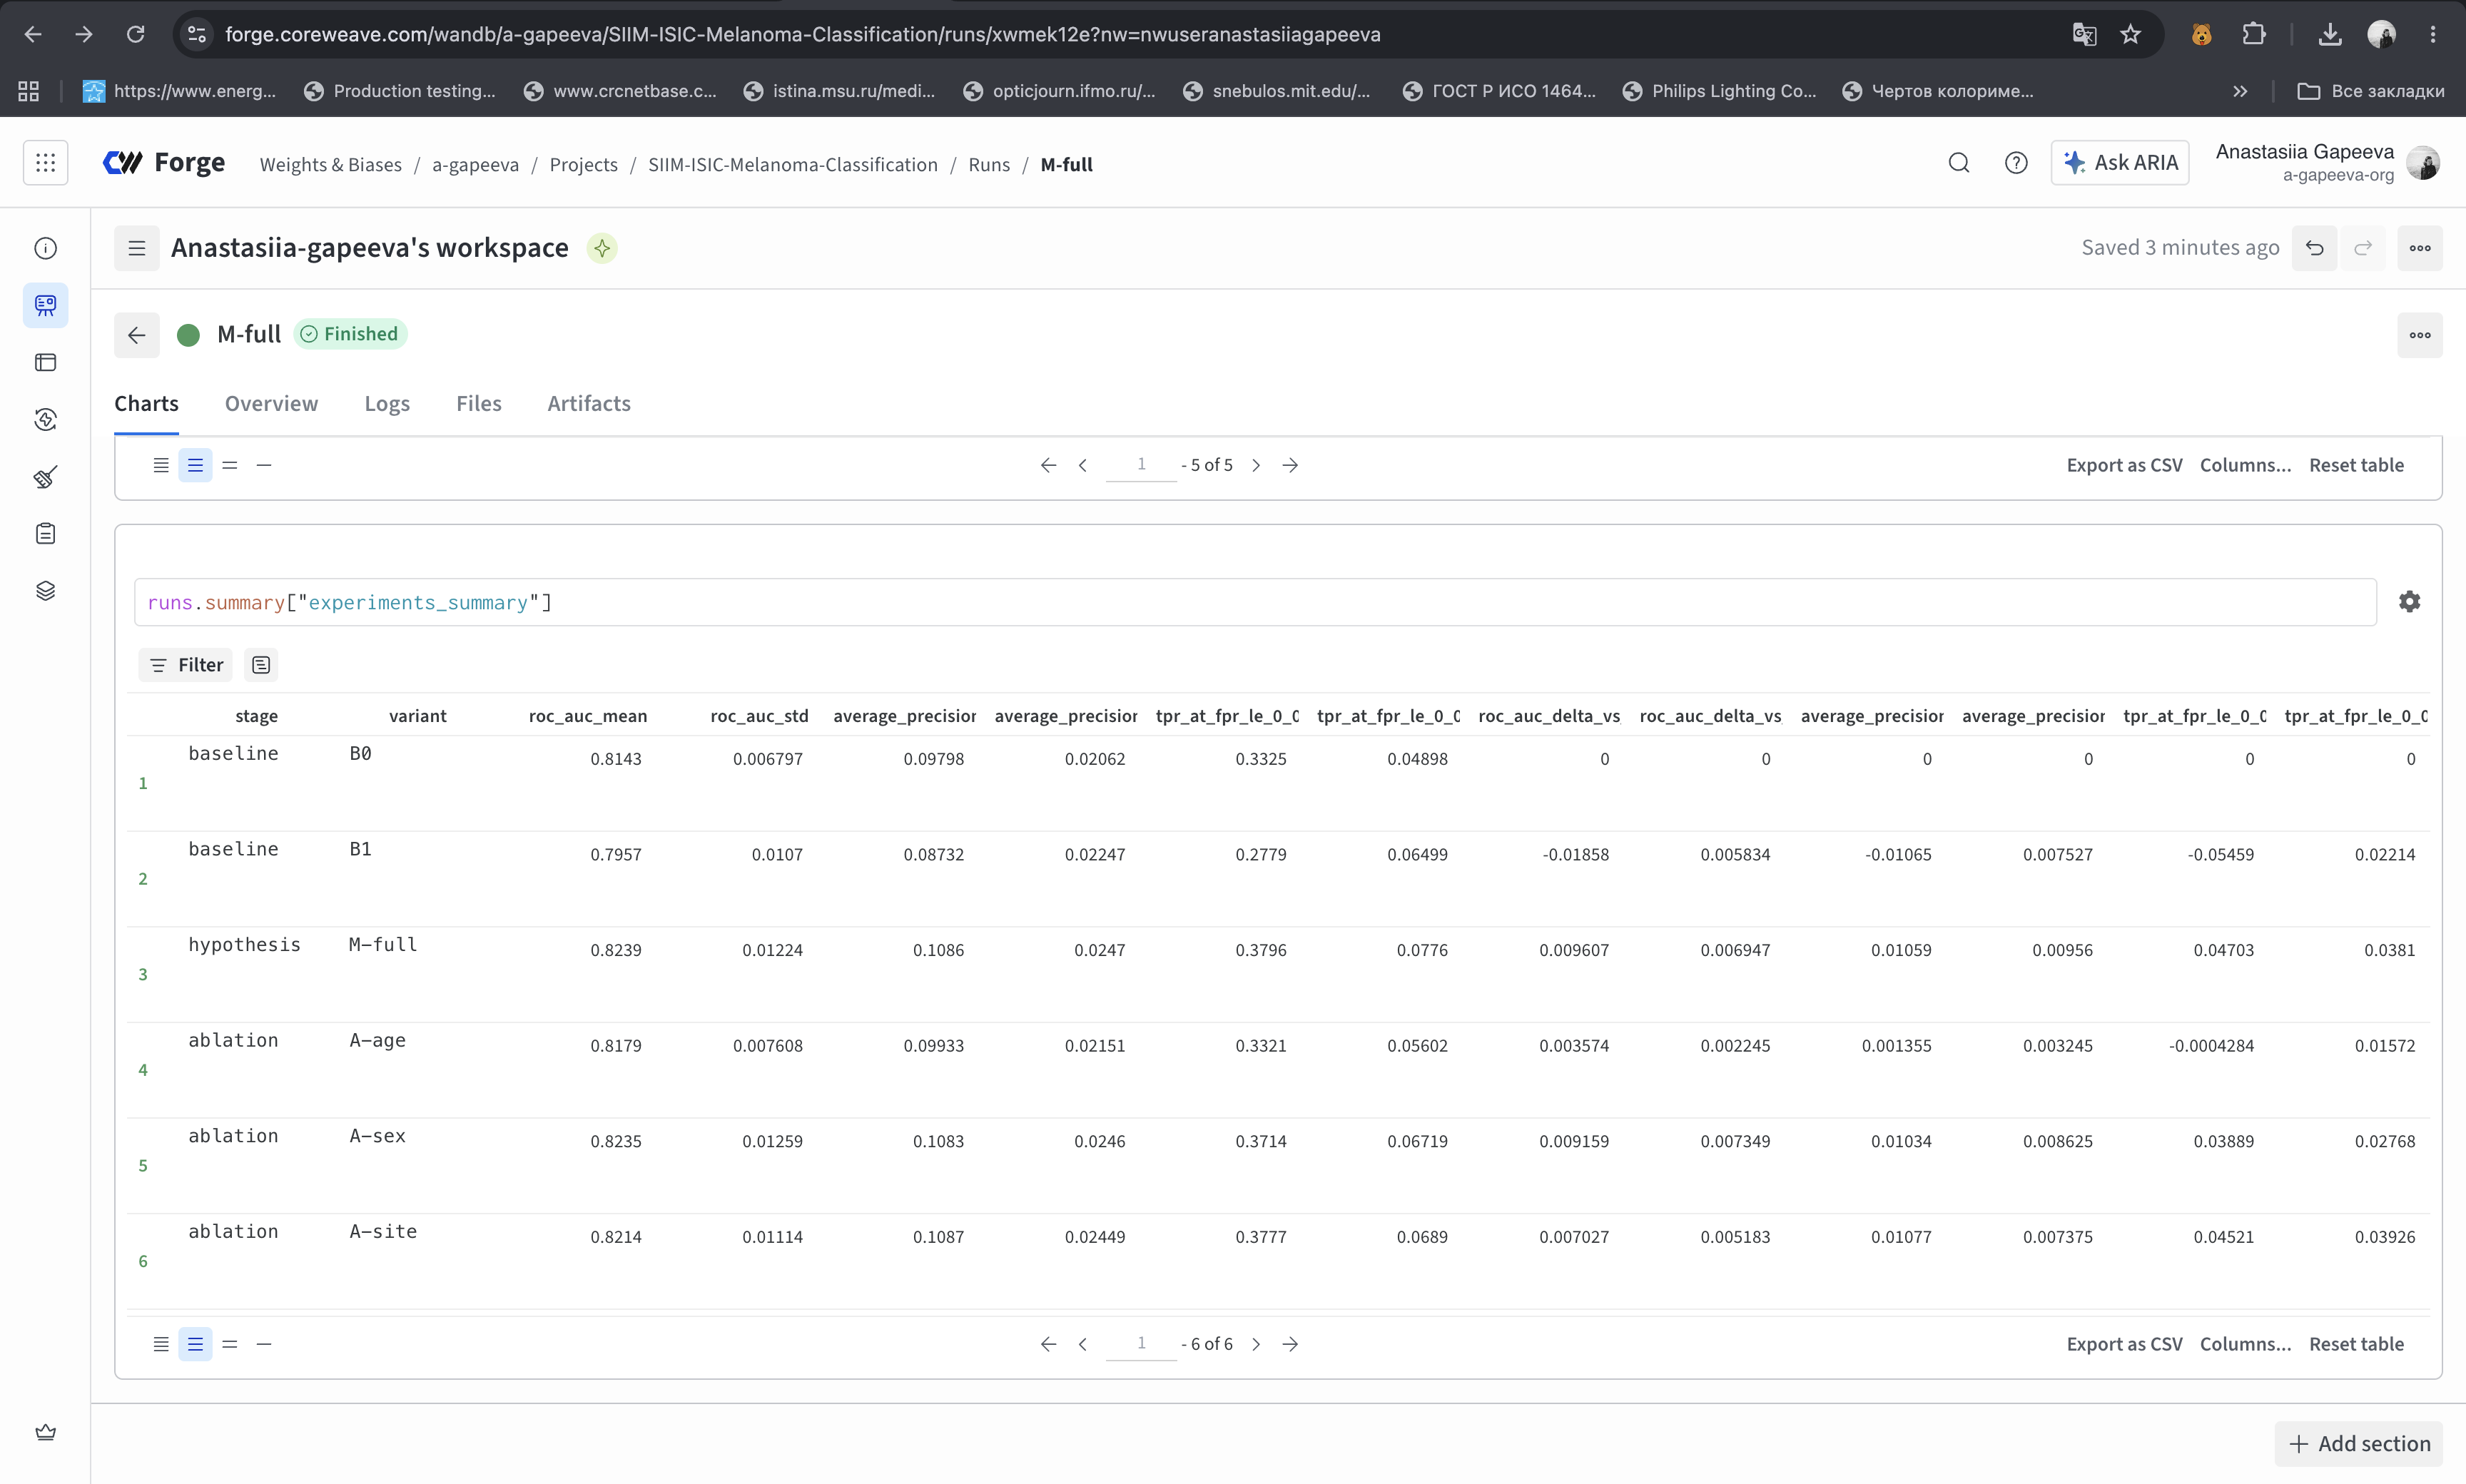 forge.coreweave.com/wandb/a-gapeeva/SIIM-ISIC-Melanoma-Classification/runs/xwmek12e?nw=nwuseranastasiiagapeeva
https://www.energ... Production testing... www.crcnetbase.c... istina.msu.ru/medi... opticjourn.ifmo.ru/... snebulos.mit.edu/... ГОСТ Р ИСО 1464... Philips Lighting Co... Чертов колориме... Все закладки
Forge Weights & Biases / a-gapeeva / Projects / SIIM-ISIC-Melanoma-Classification / Runs / M-full Ask ARIA Anastasiia Gapeeva
a-gapeeva-org
Anastasiia-gapeeva's workspace Saved 3 minutes ago
M-full Finished
Charts Overview Logs Files Artifacts
1 - 5 of 5 Export as CSV Columns... Reset table
runs.summary["experiments_summary"]
Filter
stage variant roc_auc_mean roc_auc_std average_precision average_precision tpr_at_fpr_le_0_0 tpr_at_fpr_le_0_0 roc_auc_delta_vs_ roc_auc_delta_vs_ average_precision average_precision tpr_at_fpr_le_0_0 tpr_at_fpr_le_0_0
1 baseline B0 0.8143 0.006797 0.09798 0.02062 0.3325 0.04898 0 0 0 0 0 0
2 baseline B1 0.7957 0.0107 0.08732 0.02247 0.2779 0.06499 -0.01858 0.005834 -0.01065 0.007527 -0.05459 0.02214
3 hypothesis M-full 0.8239 0.01224 0.1086 0.0247 0.3796 0.0776 0.009607 0.006947 0.01059 0.00956 0.04703 0.0381
4 ablation A-age 0.8179 0.007608 0.09933 0.02151 0.3321 0.05602 0.003574 0.002245 0.001355 0.003245 -0.0004284 0.01572
5 ablation A-sex 0.8235 0.01259 0.1083 0.0246 0.3714 0.06719 0.009159 0.007349 0.01034 0.008625 0.03889 0.02768
6 ablation A-site 0.8214 0.01114 0.1087 0.02449 0.3777 0.0689 0.007027 0.005183 0.01077 0.007375 0.04521 0.03926
1 - 6 of 6 Export as CSV Columns... Reset table
Add section